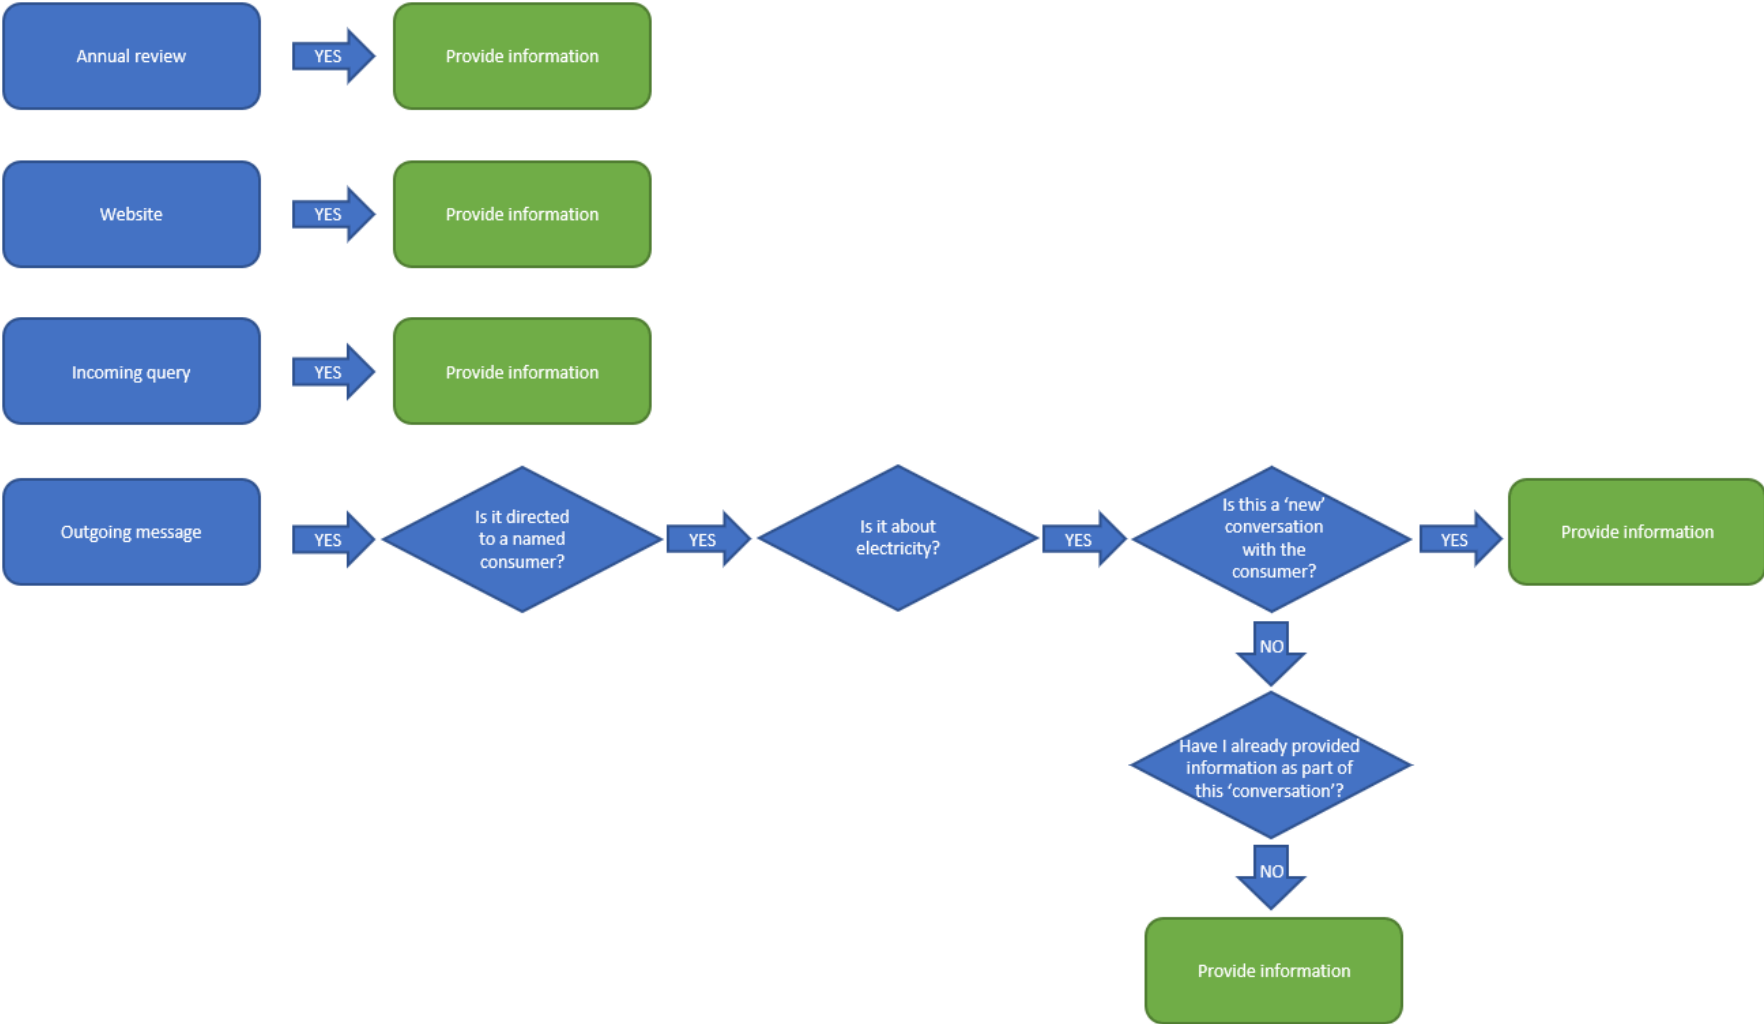 Annual review
YES
Provide information
Website
YES
Provide information
Incoming query
YES
Provide information
Outgoing message
YES
Is it directed
to a named
consumer?
YES
Is it about
electricity?
YES
Is this a ‘new’
conversation
with the
consumer?
YES
Provide information
NO
Have I already provided
information as part of
this ‘conversation’?
NO
Provide information